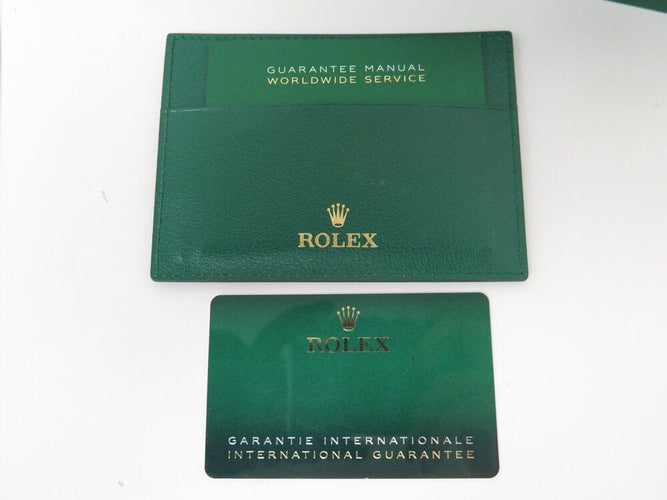 GUARANTEE MANUAL
WORLDWIDE SERVICE
ROLEX
ROLEX
GARANTIE INTERNATIONALE
INTERNATIONAL GUARANTEE